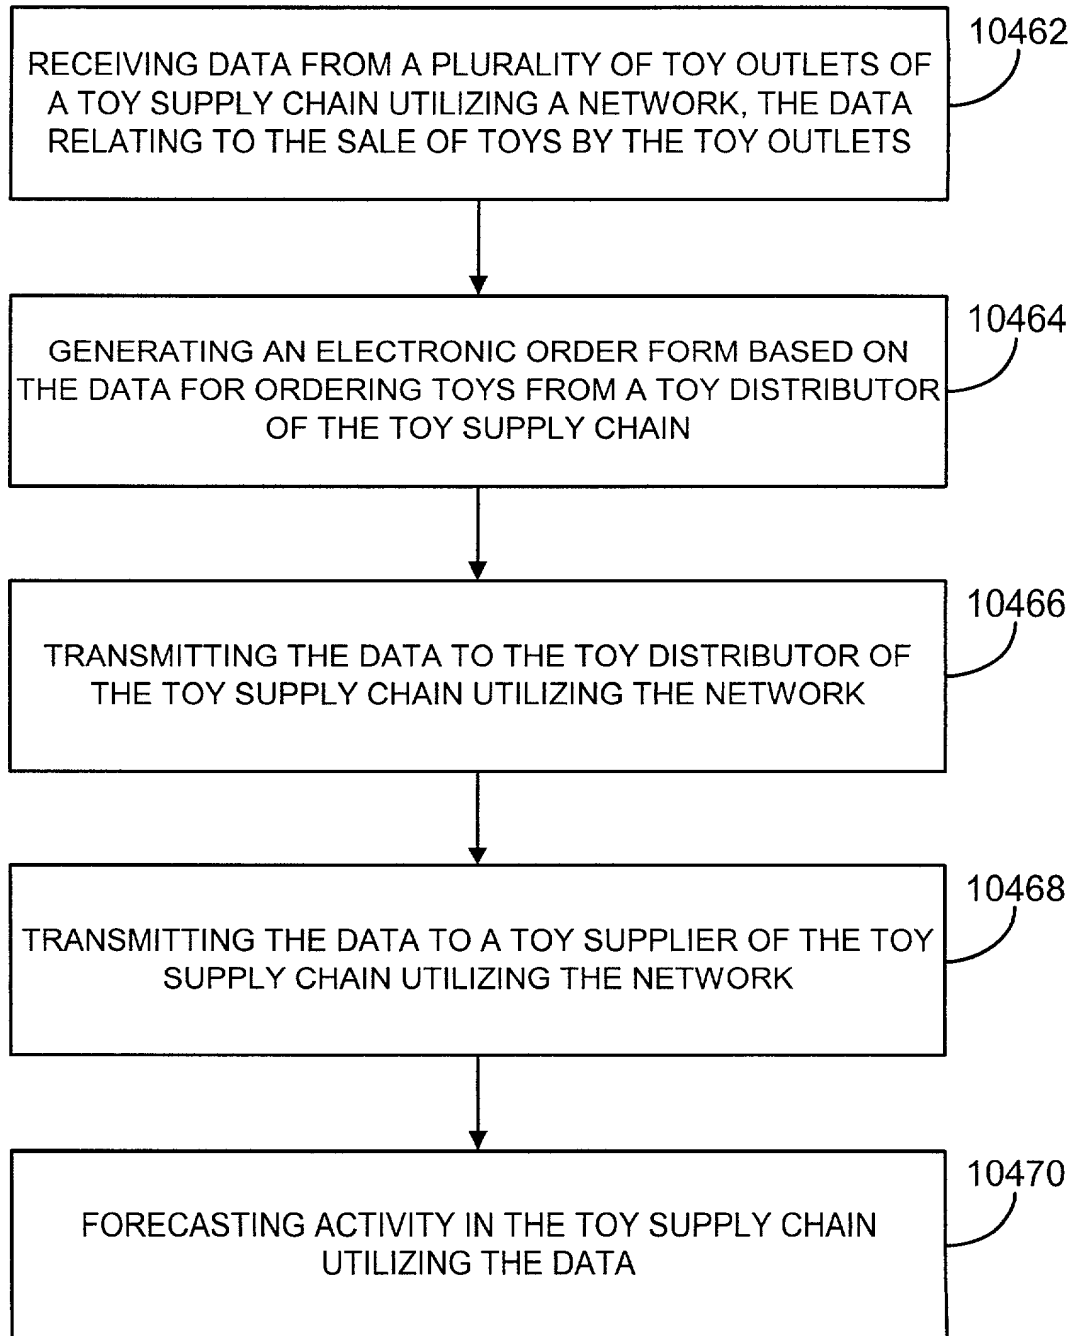 10462
RECEIVING DATA FROM A PLURALITY OF TOY OUTLETS OF
A TOY SUPPLY CHAIN UTILIZING A NETWORK, THE DATA
RELATING TO THE SALE OF TOYS BY THE TOY OUTLETS
10464
GENERATING AN ELECTRONIC ORDER FORM BASED ON
THE DATA FOR ORDERING TOYS FROM A TOY DISTRIBUTOR
OF THE TOY SUPPLY CHAIN
10466
TRANSMITTING THE DATA TO THE TOY DISTRIBUTOR OF
THE TOY SUPPLY CHAIN UTILIZING THE NETWORK
10468
TRANSMITTING THE DATA TO A TOY SUPPLIER OF THE TOY
SUPPLY CHAIN UTILIZING THE NETWORK
10470
FORECASTING ACTIVITY IN THE TOY SUPPLY CHAIN
UTILIZING THE DATA